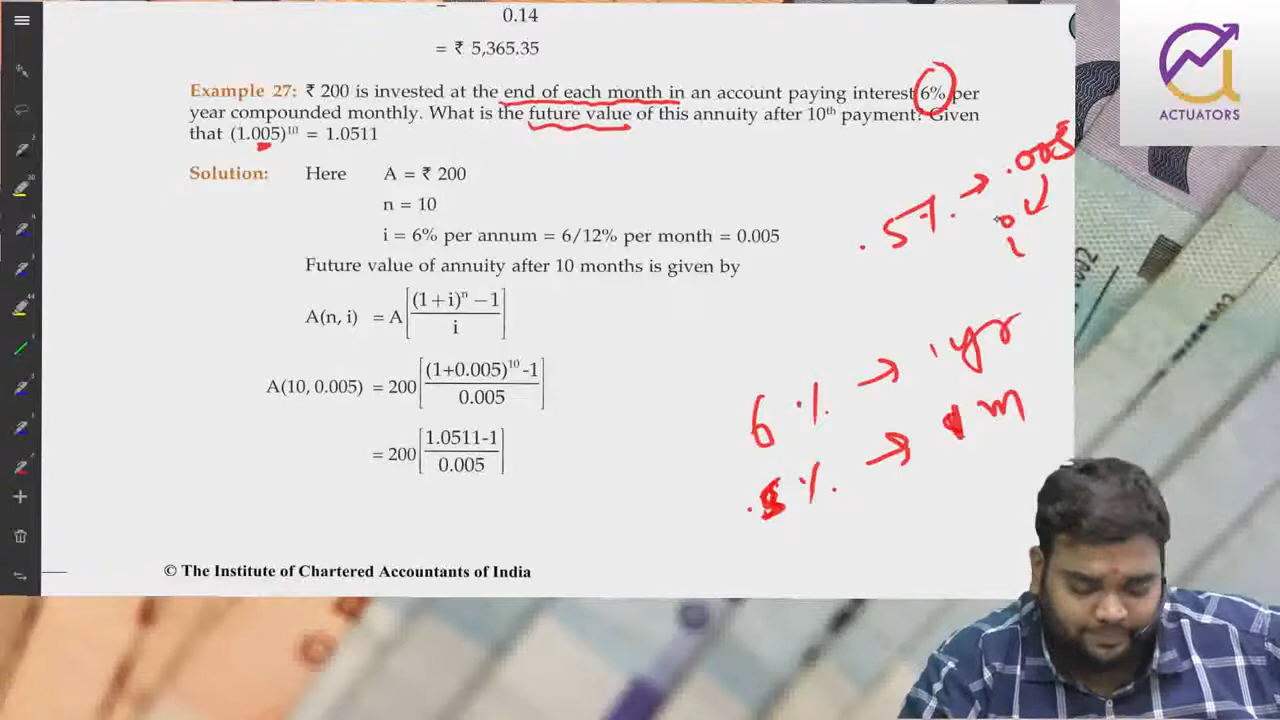 0.14
= ₹ 5,365.35
ACTUATORS
Example 27: ₹ 200 is invested at the end of each month in an account paying interest 6% per
year compounded monthly. What is the future value of this annuity after 10th payment? Given
that (1.005)^10 = 1.0511
.5% → .005
i
Solution: Here A = ₹ 200
n = 10
i = 6% per annum = 6/12% per month = 0.005
Future value of annuity after 10 months is given by
A(n, i) = A[((1+i)^n − 1)/i]
6% → 1 yr
A(10, 0.005) = 200[((1+0.005)^10 -1)/0.005]
.5% → 1 m
= 200[(1.0511-1)/0.005]
© The Institute of Chartered Accountants of India